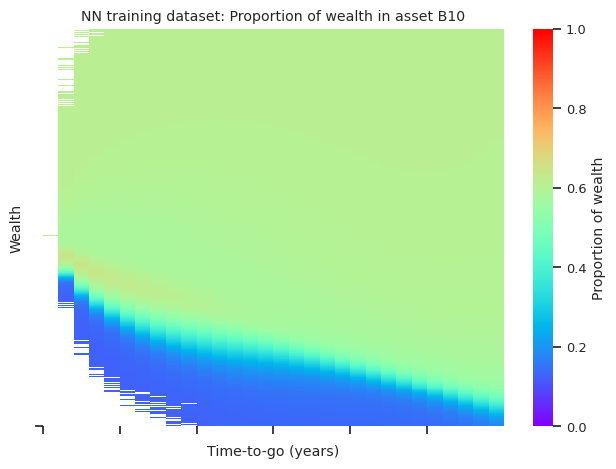 NN training dataset: Proportion of wealth in asset B10
Wealth
Time-to-go (years)
1.0
0.8
0.6
0.4
0.2
0.0
Proportion of wealth